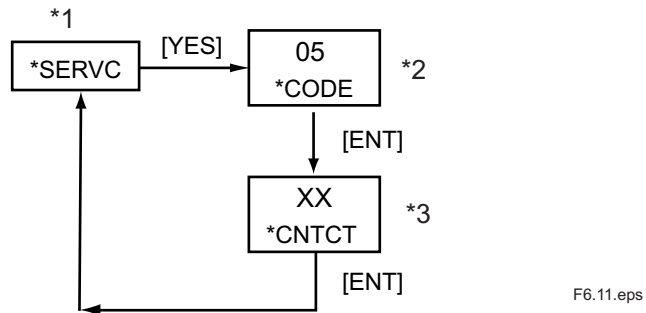 *1
*SERVC
[YES]
05
*CODE
*2
[ENT]
XX
*CNTCT
*3
[ENT]
F6.11.eps